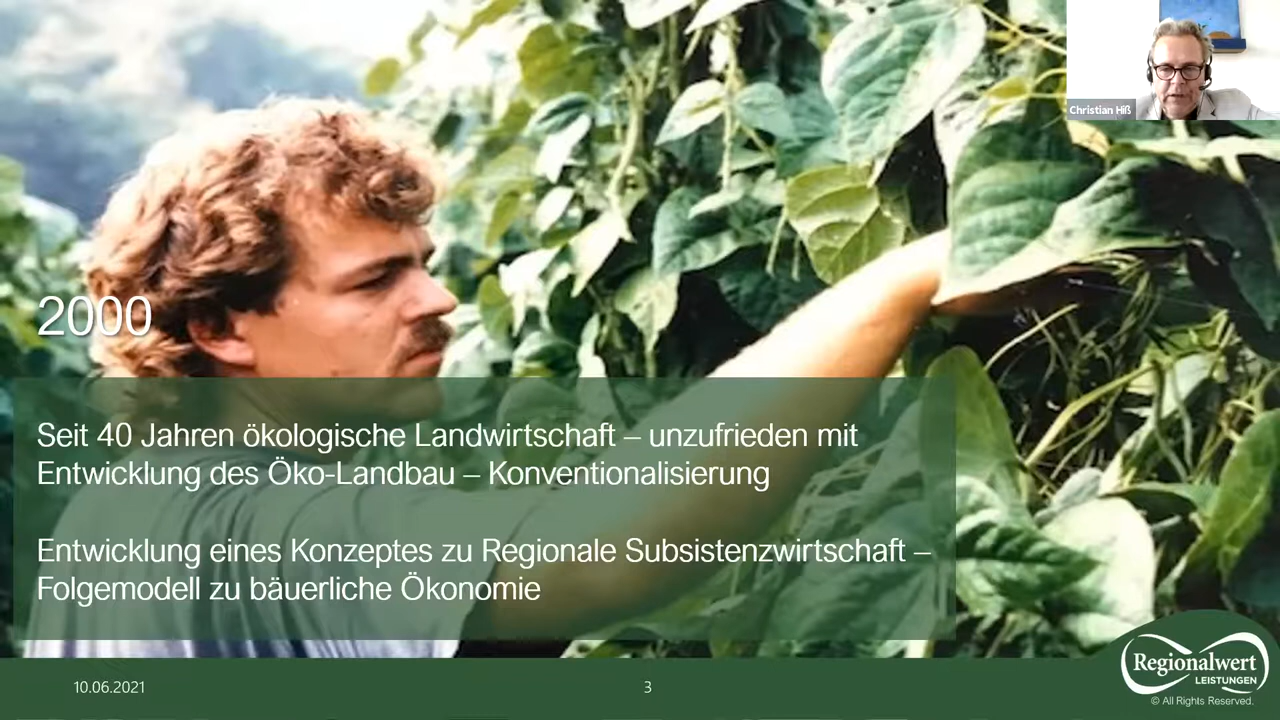 Christian Hiß
2000
Seit 40 Jahren ökologische Landwirtschaft – unzufrieden mit
Entwicklung des Öko-Landbau – Konventionalisierung
Entwicklung eines Konzeptes zu Regionale Subsistenzwirtschaft –
Folgemodell zu bäuerliche Ökonomie
10.06.2021
3
Regionalwert
LEISTUNGEN
© All Rights Reserved.